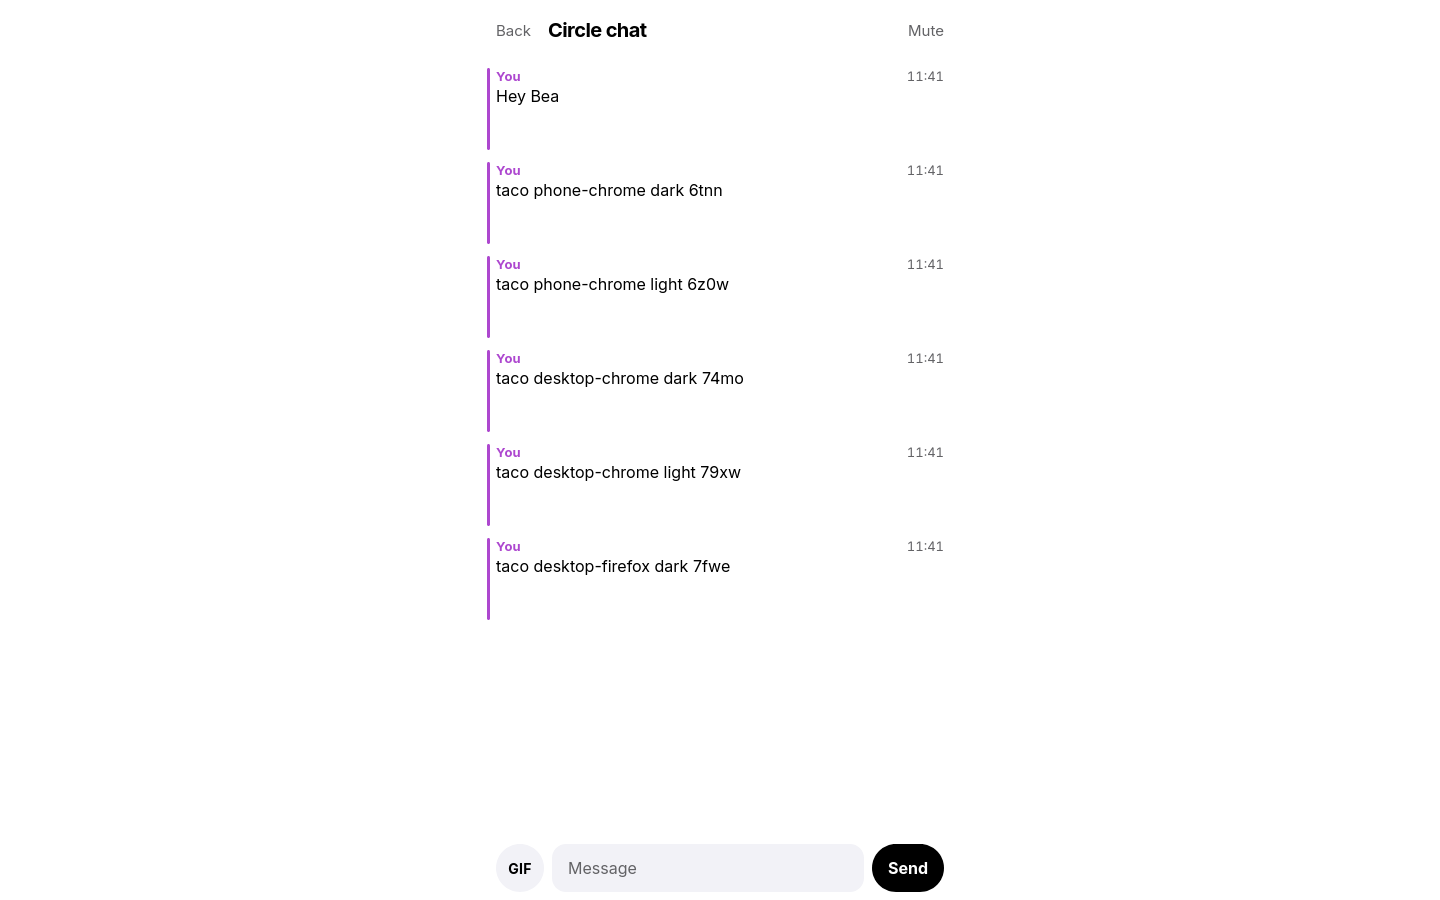 Back Circle chat Mute
You 11:41
Hey Bea
You 11:41
taco phone-chrome dark 6tnn
You 11:41
taco phone-chrome light 6z0w
You 11:41
taco desktop-chrome dark 74mo
You 11:41
taco desktop-chrome light 79xw
You 11:41
taco desktop-firefox dark 7fwe
GIF Message Send